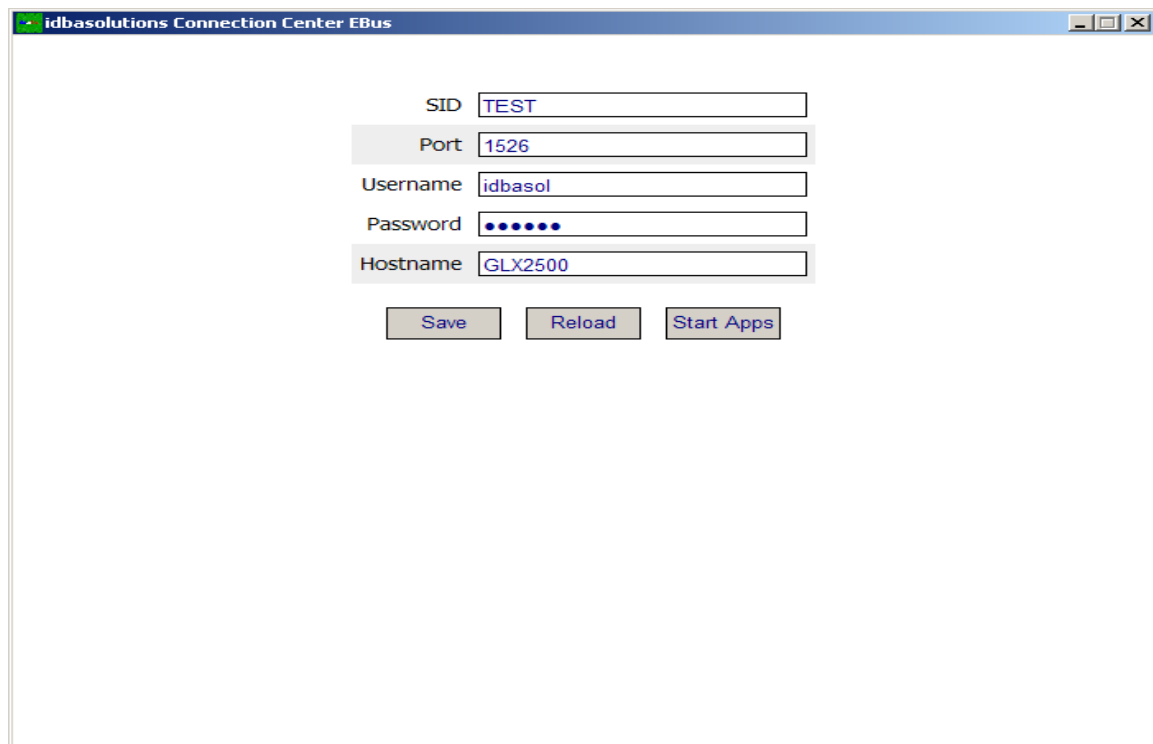 idbasolutions Connection Center EBus
SID TEST
Port 1526
Username idbasol
Password ●●●●●●
Hostname GLX2500
Save Reload Start Apps